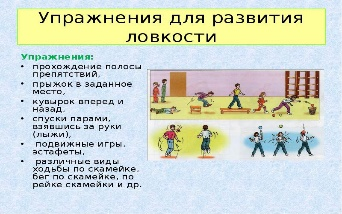 Упражнения для развития
ловкости
Упражнения:
• прохождение полосы
препятствий,
• прыжок в заданное
место,
• кувырок вперед и
назад,
• спуски парами,
взявшись за руки
(лыжи),
• подвижные игры,
эстафеты,
• различные виды
ходьбы по скамейке,
бег по скамейке, по
рейке скамейки и др.